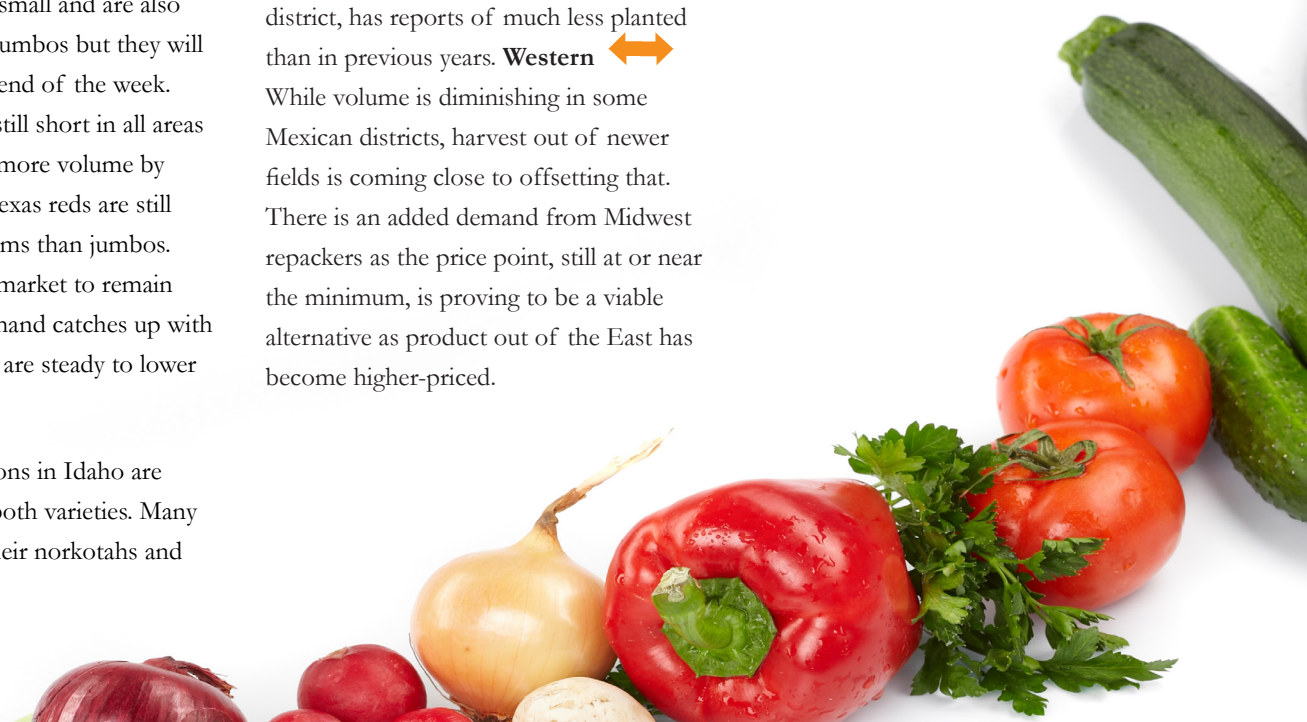 small and are also
umbos but they will
end of the week.
still short in all areas
more volume by
exas reds are still
ms than jumbos.
market to remain
hand catches up with
are steady to lower
ons in Idaho are
both varieties. Many
heir norkotahs and
district, has reports of much less planted
than in previous years. Western
While volume is diminishing in some
Mexican districts, harvest out of newer
fields is coming close to offsetting that.
There is an added demand from Midwest
repackers as the price point, still at or near
the minimum, is proving to be a viable
alternative as product out of the East has
become higher-priced.